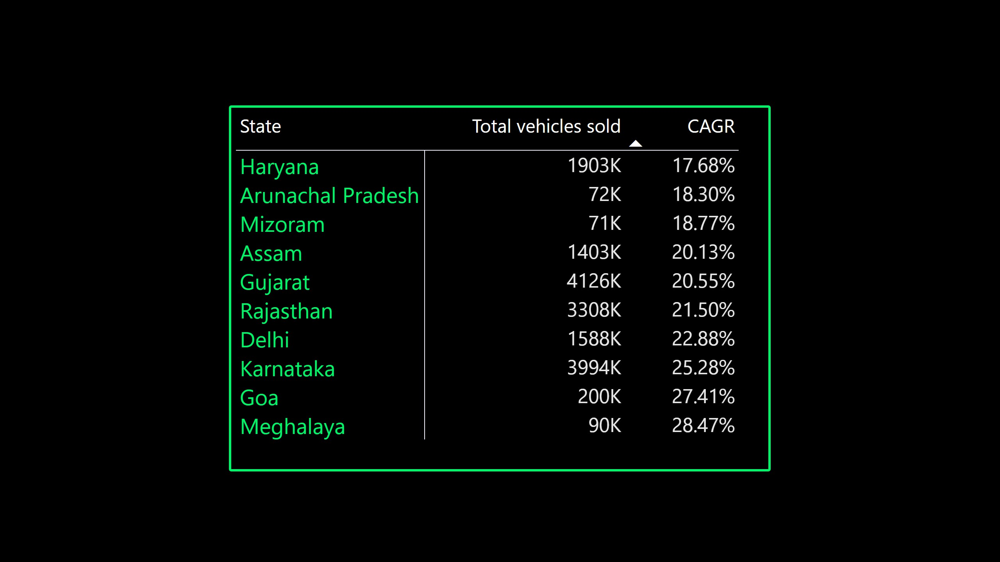 State Total vehicles sold CAGR
Haryana 1903K 17.68%
Arunachal Pradesh 72K 18.30%
Mizoram 71K 18.77%
Assam 1403K 20.13%
Gujarat 4126K 20.55%
Rajasthan 3308K 21.50%
Delhi 1588K 22.88%
Karnataka 3994K 25.28%
Goa 200K 27.41%
Meghalaya 90K 28.47%